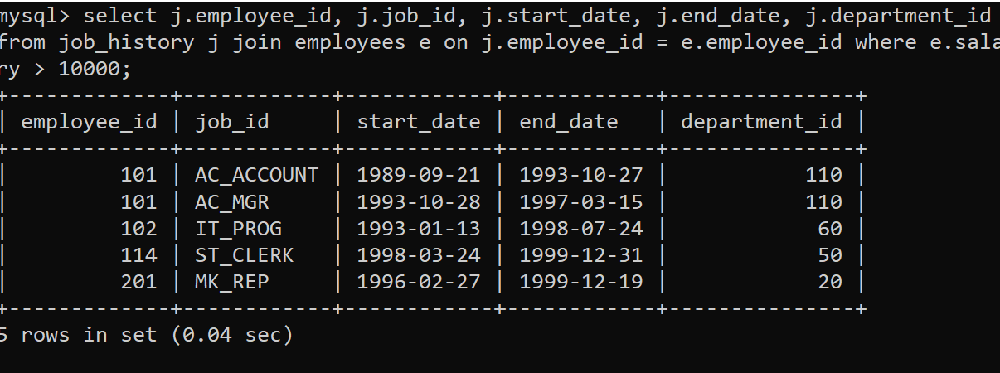 mysql> select j.employee_id, j.job_id, j.start_date, j.end_date, j.department_id
from job_history j join employees e on j.employee_id = e.employee_id where e.sala
ry > 10000;
+-------------+------------+------------+------------+---------------+
| employee_id | job_id     | start_date | end_date   | department_id |
+-------------+------------+------------+------------+---------------+
|         101 | AC_ACCOUNT | 1989-09-21 | 1993-10-27 |           110 |
|         101 | AC_MGR     | 1993-10-28 | 1997-03-15 |           110 |
|         102 | IT_PROG    | 1993-01-13 | 1998-07-24 |            60 |
|         114 | ST_CLERK   | 1998-03-24 | 1999-12-31 |            50 |
|         201 | MK_REP     | 1996-02-27 | 1999-12-19 |            20 |
+-------------+------------+------------+------------+---------------+
5 rows in set (0.04 sec)